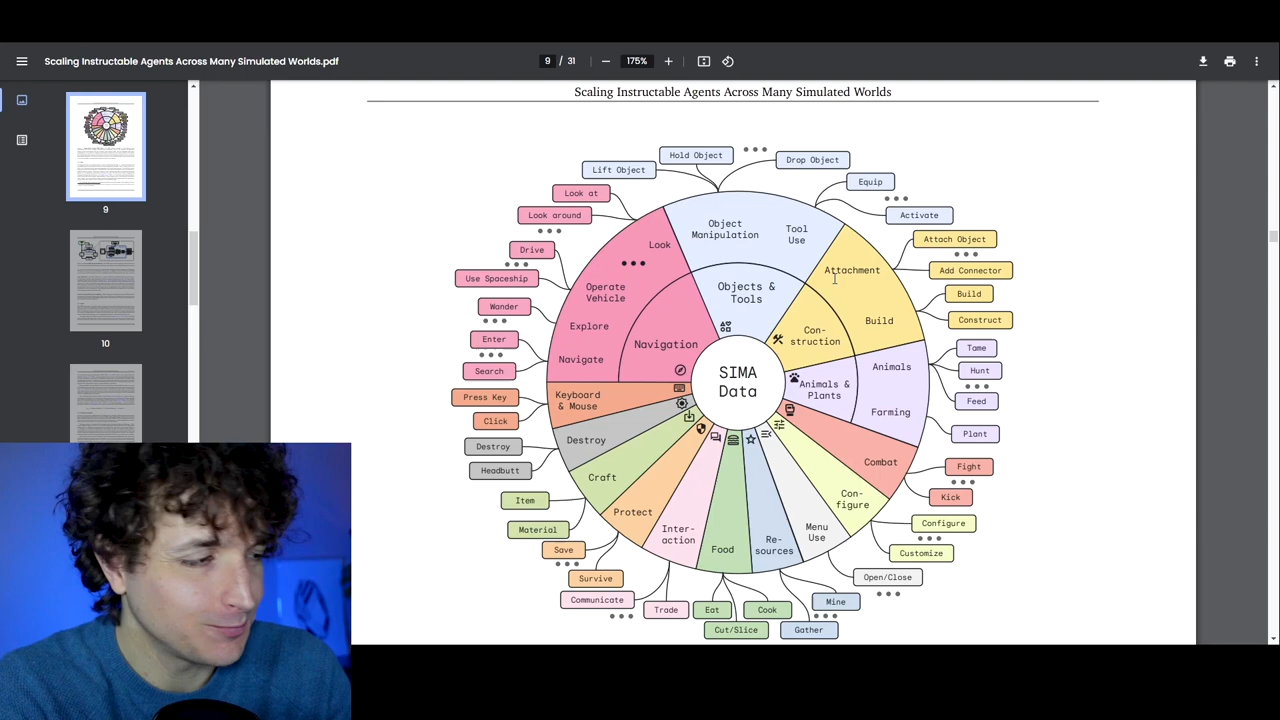 Scaling Instructable Agents Across Many Simulated Worlds.pdf
9 / 31
175%
9
10
Scaling Instructable Agents Across Many Simulated Worlds
Hold Object
Drop Object
Lift Object
Equip
Look at
Activate
Look around
Attach Object
Drive
Add Connector
Use Spaceship
Build
Wander
Construct
Enter
Tame
Search
Hunt
Press Key
Feed
Click
Plant
Destroy
Fight
Headbutt
Kick
Item
Configure
Material
Customize
Save
Open/Close
Survive
Mine
Communicate
Trade
Eat
Cook
Cut/Slice
Gather
Object
Manipulation
Tool
Use
Look
Attachment
Operate
Vehicle
Objects &
Tools
Build
Explore
Con-
struction
Navigate
Navigation
Animals
SIMA
Data
Animals &
Plants
Farming
Keyboard
& Mouse
Destroy
Combat
Craft
Con-
figure
Protect
Menu
Use
Inter-
action
Food
Re-
sources